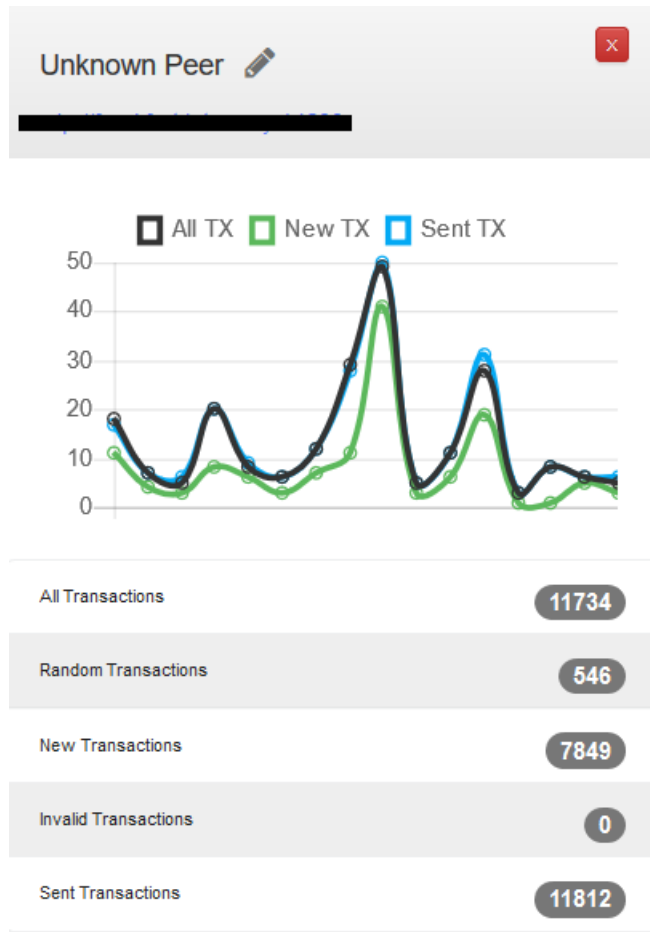 Unknown Peer
X
All TX New TX Sent TX
50
40
30
20
10
0
All Transactions 11734
Random Transactions 546
New Transactions 7849
Invalid Transactions 0
Sent Transactions 11812